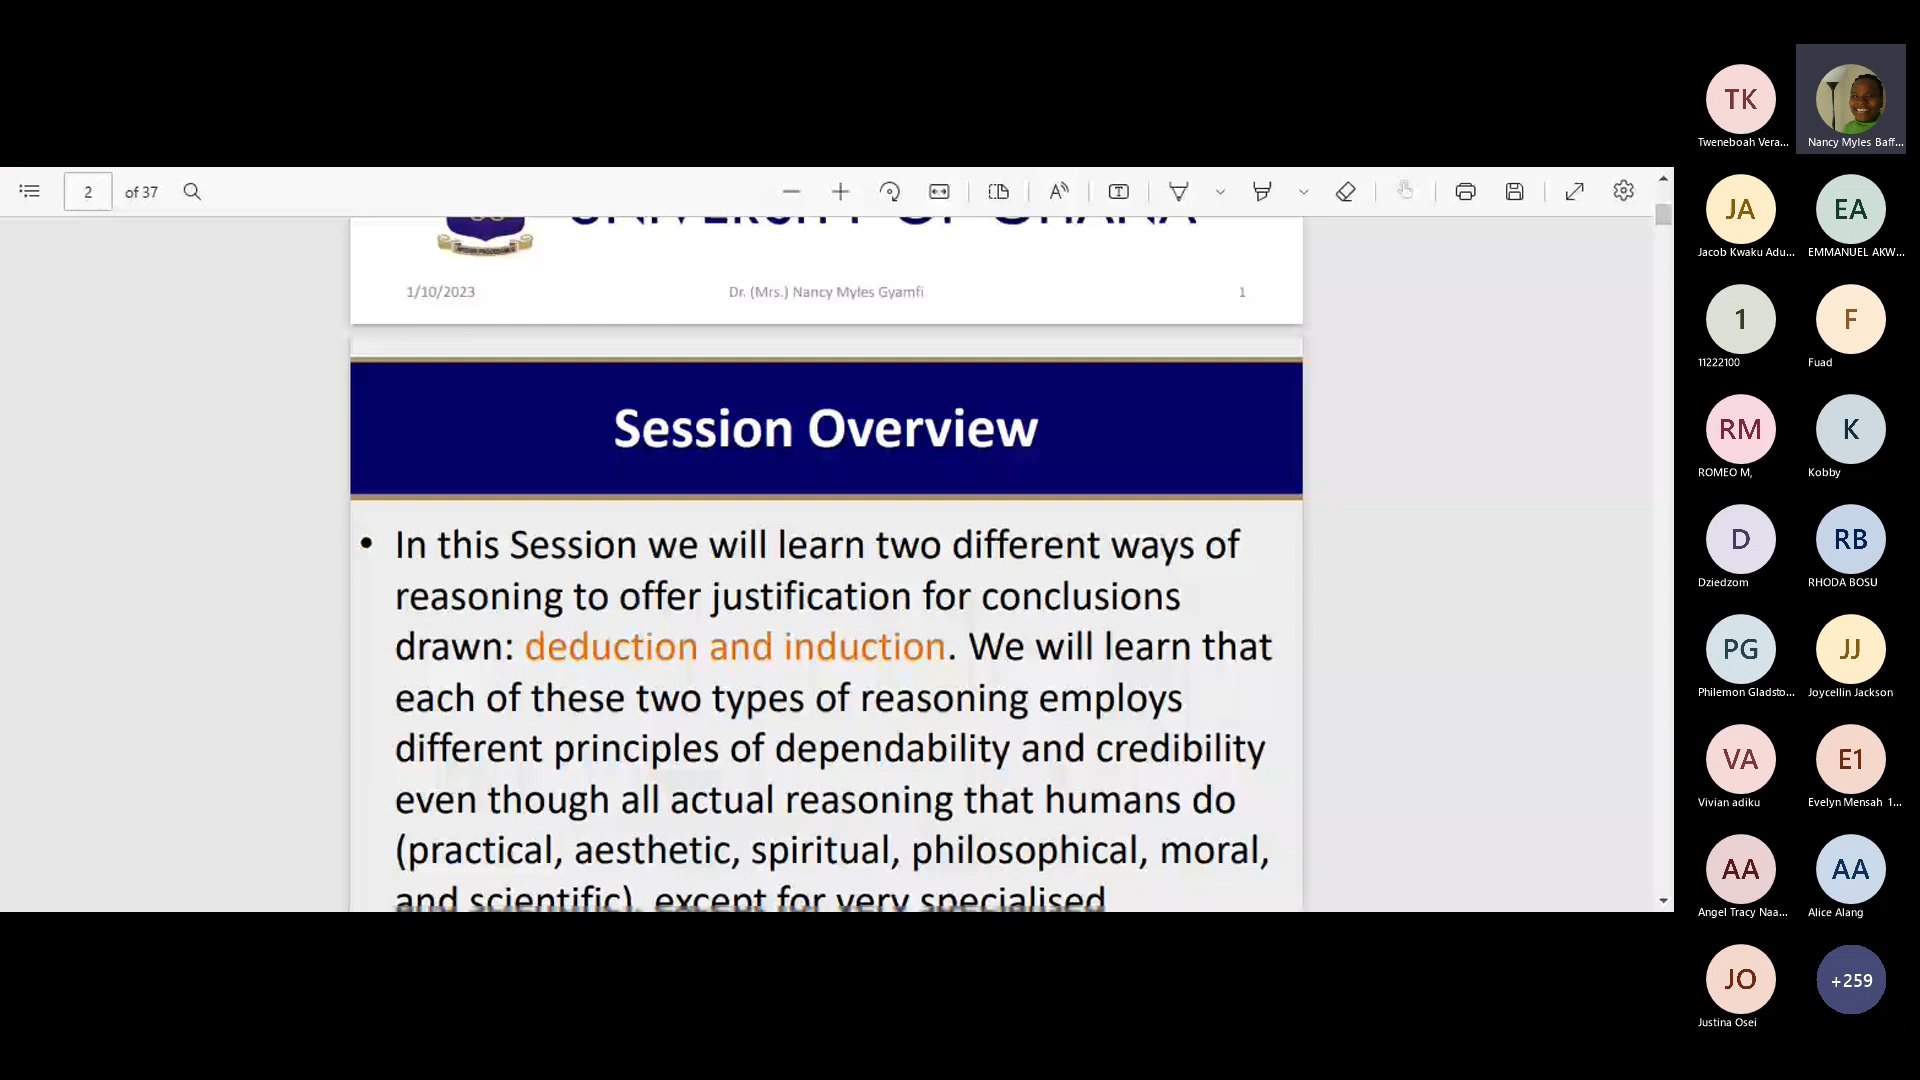 2
of 37
UNIVERSITY OF GHANA
1/10/2023
Dr. (Mrs.) Nancy Myles Gyamfi
1
Session Overview
• In this Session we will learn two different ways of
reasoning to offer justification for conclusions
drawn: deduction and induction. We will learn that
each of these two types of reasoning employs
different principles of dependability and credibility
even though all actual reasoning that humans do
(practical, aesthetic, spiritual, philosophical, moral,
and scientific), except for very specialised
TK
Tweneboah Vera...
Nancy Myles Baff...
JA
Jacob Kwaku Adu...
EA
EMMANUEL AKW...
1
11222100
F
Fuad
RM
ROMEO M,
K
Kobby
D
Dziedzom
RB
RHODA BOSU
PG
Philemon Gladsto...
JJ
Joycellin Jackson
VA
Vivian adiku
E1
Evelyn Mensah 1...
AA
Angel Tracy Naa...
AA
Alice Alang
JO
Justina Osei
+259